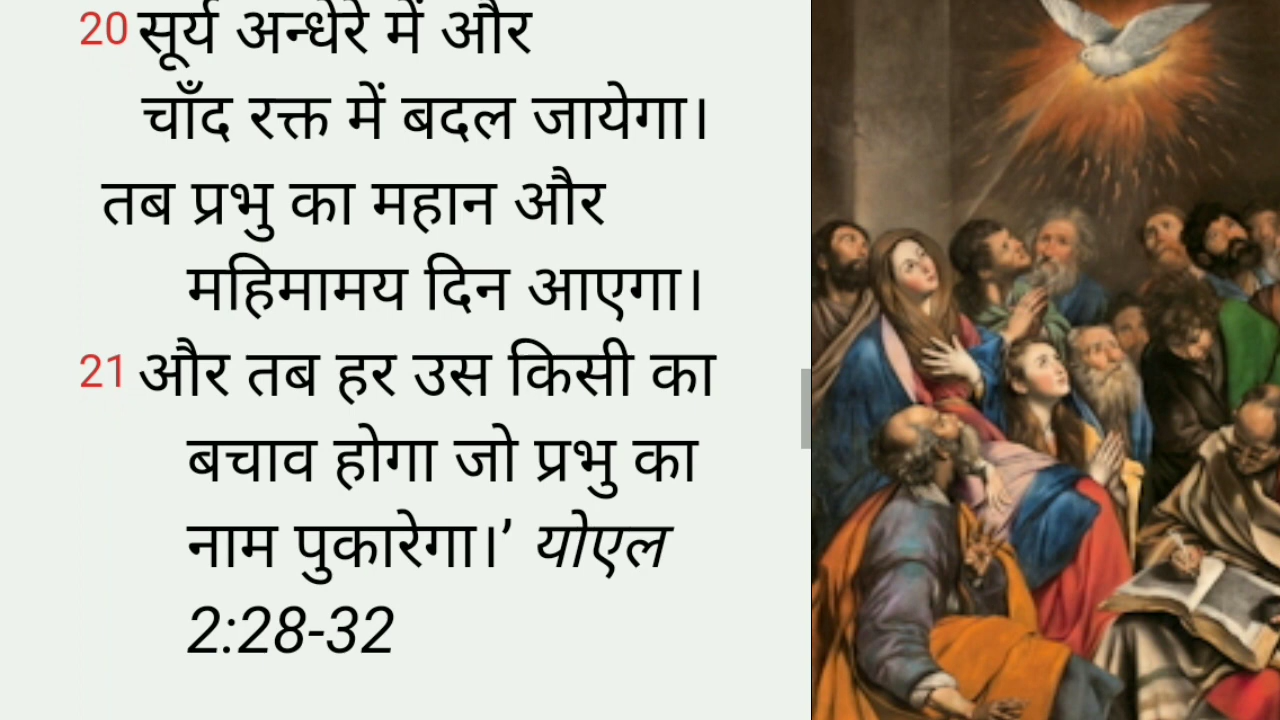 20 सूर्य अन्धेरे में और
चाँद रक्त में बदल जायेगा।
तब प्रभु का महान और
महिमामय दिन आएगा।
21 और तब हर उस किसी का
बचाव होगा जो प्रभु का
नाम पुकारेगा।’ योएल
2:28-32